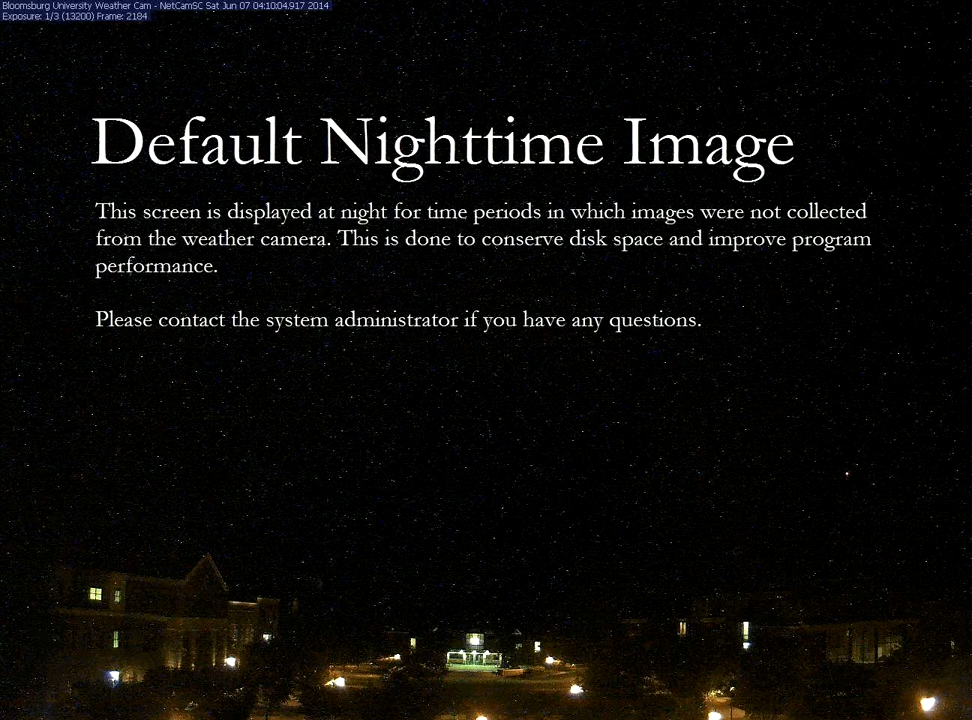 Bloomsburg University Weather Cam - NetCamSC Sat Jun 07 04:10:04.917 2014
Exposure: 1/3 (13200) Frame: 2184
Default Nighttime Image
This screen is displayed at night for time periods in which images were not collected
from the weather camera. This is done to conserve disk space and improve program
performance.
Please contact the system administrator if you have any questions.